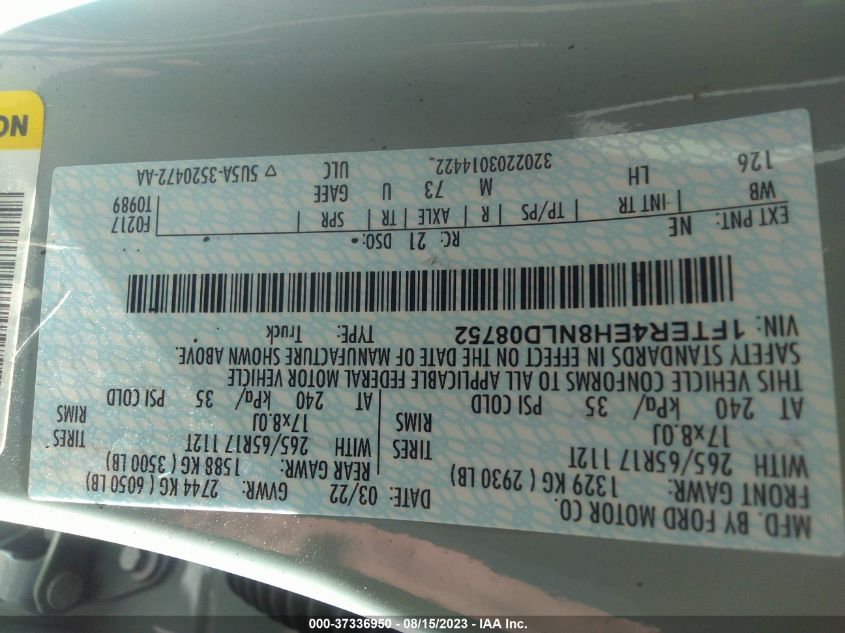 MFD. BY FORD MOTOR CO.
DATE: 03/22 GVWR: 2744 KG ( 6050 LB)
FRONT GAWR: 1329 KG ( 2930 LB) REAR GAWR: 1588 KG ( 3500 LB)
WITH 265/65R17 112T TIRES WITH 265/65R17 112T TIRES
17x8.0J RIMS 17x8.0J RIMS
AT 240 kPa/ 35 PSI COLD AT 240 kPa/ 35 PSI COLD
THIS VEHICLE CONFORMS TO ALL APPLICABLE FEDERAL MOTOR VEHICLE
SAFETY STANDARDS IN EFFECT ON THE DATE OF MANUFACTURE SHOWN ABOVE.
VIN: 1FTER4EH8NLD08752 TYPE: Truck
EXT PNT: NE RC: 21 DSO: F0217
WB INT TR TP/PS R AXLE TR SPR T0989
126 LH M 73 U GAEE
3202203014422 ULC ▽ 5U5A-3520472-AA
ON
000-37336950 - 08/15/2023 - IAA Inc.